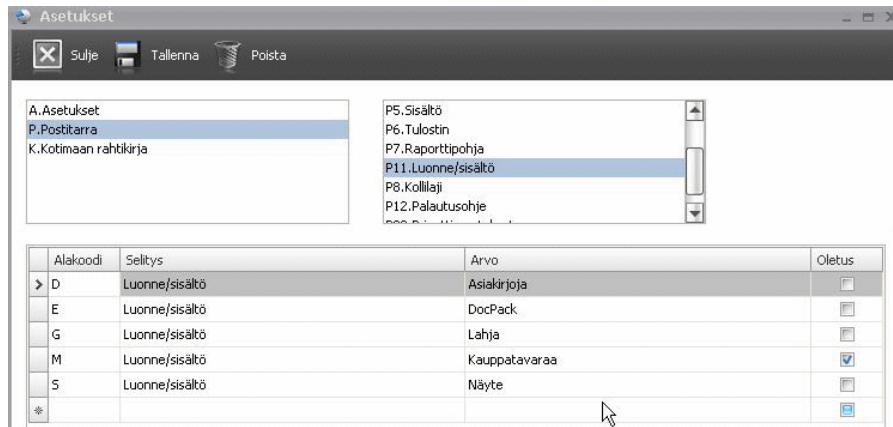 Asetukset
Sulje Tallenna Poista
A.Asetukset
P.Postitarra
K.Kotimaan rahtikirja
P5.Sisältö
P6.Tulostin
P7.Raporttipohja
P11.Luonne/sisältö
P8.Kollilaji
P12.Palautusohje
Alakoodi Selitys Arvo Oletus
D Luonne/sisältö Asiakirjoja
E Luonne/sisältö DocPack
G Luonne/sisältö Lahja
M Luonne/sisältö Kauppatavaraa
S Luonne/sisältö Näyte